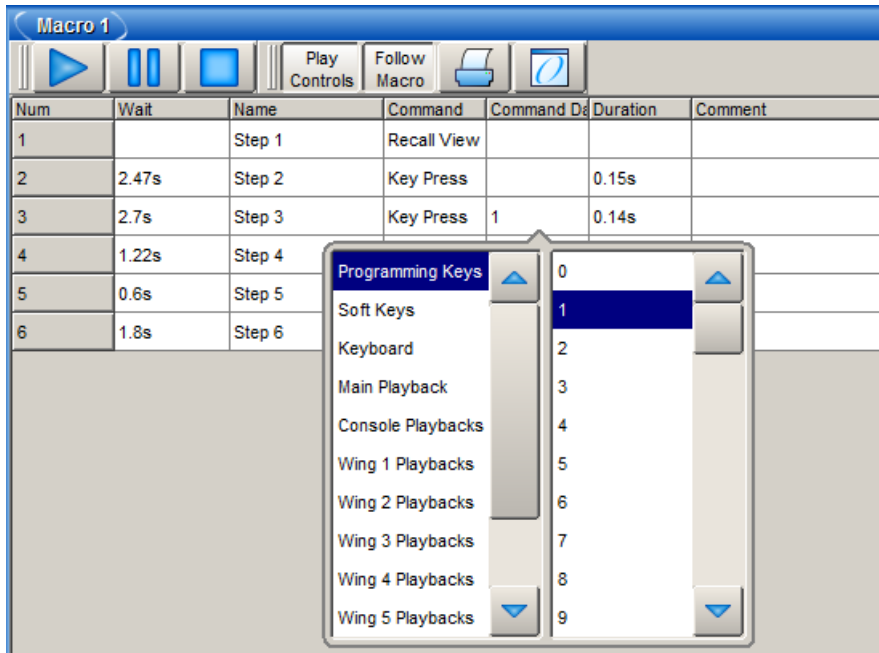 Macro 1
Play Controls Follow Macro
Num Wait Name Command Command Da Duration Comment
1 Step 1 Recall View
2 2.47s Step 2 Key Press 0.15s
3 2.7s Step 3 Key Press 1 0.14s
4 1.22s Step 4
5 0.6s Step 5
6 1.8s Step 6
Programming Keys 0
Soft Keys 1
Keyboard 2
Main Playback 3
Console Playbacks 4
Wing 1 Playbacks 5
Wing 2 Playbacks 6
Wing 3 Playbacks 7
Wing 4 Playbacks 8
Wing 5 Playbacks 9